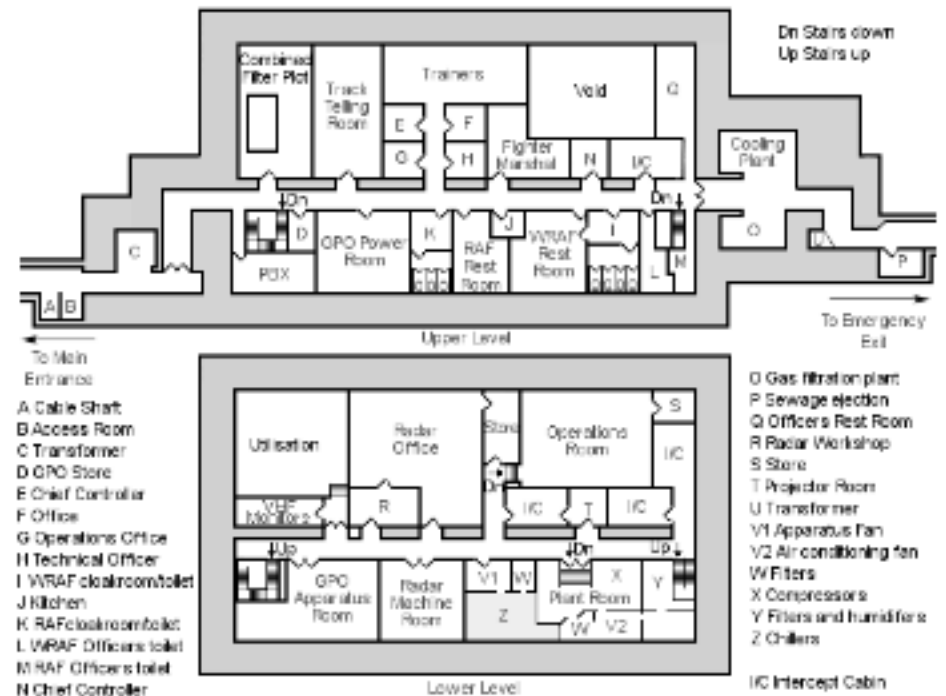 Dn Stairs down
Up Stairs up
Combined
Filter Plot
Track
Telling
Room
Trainers
Void
Q
E
F
G
H
Fighter
Marshal
N
I/C
Cooling
Plant
Dn
Dn
C
D
PBX
GPO Power
Room
K
RAF
Rest
Room
J
WRAF
Rest
Room
I
L
M
O
U
P
A
B
Upper Level
To Main
Entrance
To Emergency
Exit
A Cable Shaft
B Access Room
C Transformer
D GPO Store
E Chief Controller
F Office
G Operations Office
H Technical Officer
I WRAF cloakroom/toilet
J Kitchen
K RAF cloakroom/toilet
L WRAF Officers toilet
M RAF Officers toilet
N Chief Controller
Utilisation
VHF
Monitors
Radar
Office
R
Store
Dn
Operations
Room
S
I/C
I/C
T
I/C
Up
Dn
Up
GPO
Apparatus
Room
Radar
Machine
Room
V1
W
Z
Plant Room
X
Y
W
V2
Lower Level
O Gas filtration plant
P Sewage ejection
Q Officers Rest Room
R Radar Workshop
S Store
T Projector Room
U Transformer
V1 Apparatus Fan
V2 Air conditioning fan
W Filters
X Compressors
Y Filters and humidifers
Z Chillers
I/C Intercept Cabin